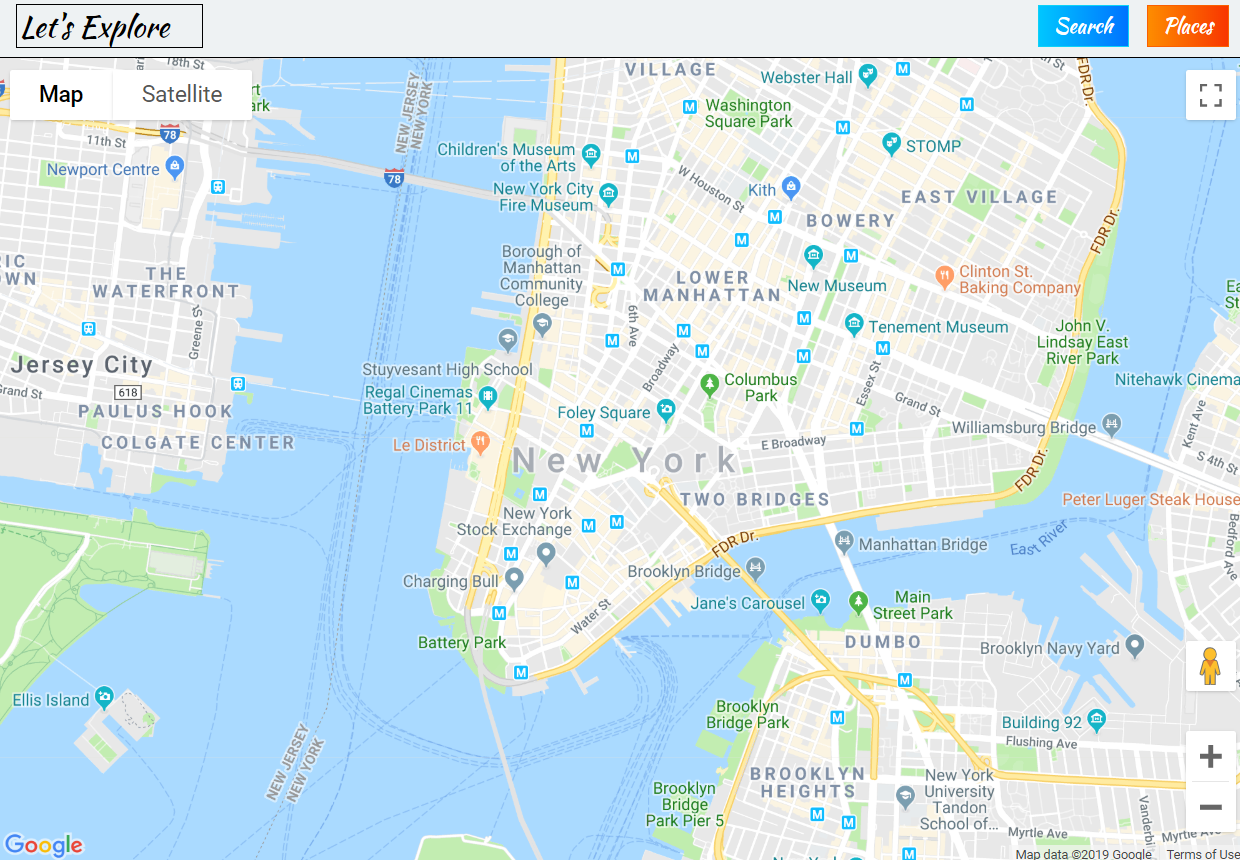 Let's Explore
Search
Places
18th St
Map
Satellite
VILLAGE
Webster Hall
FDR Dr.
NEW JERSEY
NEW YORK
Washington
Square Park
11th St
78
Children's Museum
of the Arts
STOMP
Newport Centre
78
New York City
Fire Museum
W Houston St
Kith
EAST VILLAGE
BOWERY
FDR Dr.
Borough of
Manhattan
Community
College
THE
WATERFRONT
LOWER
MANHATTAN
New Museum
Clinton St.
Baking Company
Greene St
6th Ave
Tenement Museum
John V.
Lindsay East
River Park
Jersey City
Stuyvesant High School
Broadway
Essex St
Columbus
Park
Nitehawk Cinema
Grand St
618
Regal Cinemas
Battery Park 11
PAULUS HOOK
Foley Square
Grand St
Williamsburg Bridge
Kent Ave
COLGATE CENTER
Le District
E Broadway
New York
S 4th St
FDR Dr.
TWO BRIDGES
Peter Luger Steak House
New York
Stock Exchange
FDR Dr.
Manhattan Bridge
East River
Bedford Ave
Brooklyn Bridge
Charging Bull
Jane's Carousel
Main
Street Park
Water St
Battery Park
DUMBO
Brooklyn Navy Yard
Ellis Island
Brooklyn
Bridge Park
Building 92
Flushing Ave
NEW JERSEY
NEW YORK
BROOKLYN
HEIGHTS
Brooklyn
Bridge
Park Pier 5
New York
University
Tandon
School of...
Myrtle Ave
Myrtle Ave
Google
Map data ©2019 Google
Terms of Use